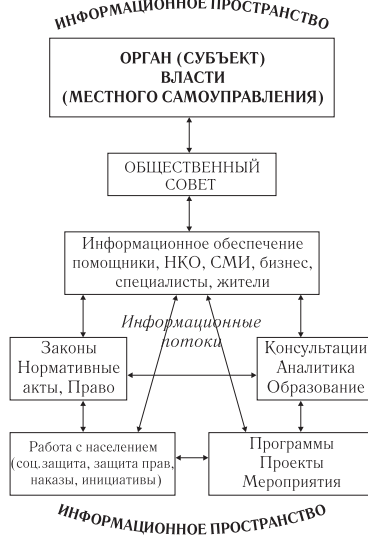 ИНФОРМАЦИОННОЕ ПРОСТРАНСТВО
ОРГАН (СУБЪЕКТ)
ВЛАСТИ
(МЕСТНОГО САМОУПРАВЛЕНИЯ)
ОБЩЕСТВЕННЫЙ
СОВЕТ
Информационное обеспечение
помощники, НКО, СМИ, бизнес,
специалисты, жители
Информационные
потоки
Законы
Нормативные
акты, Право
Консультации
Аналитика
Образование
Работа с населением
(соц.защита, защита прав,
наказы, инициативы)
Программы
Проекты
Мероприятия
ИНФОРМАЦИОННОЕ ПРОСТРАНСТВО